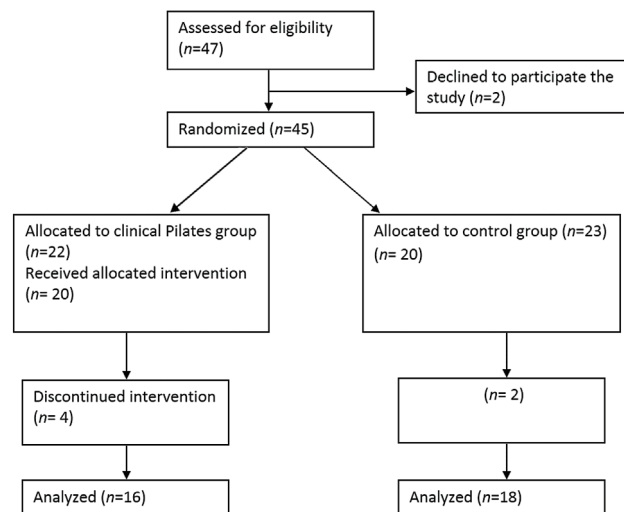 Assessed for eligibility
(n=47)
Declined to participate the
study (n=2)
Randomized (n=45)
Allocated to clinical Pilates group
(n=22)
Received allocated intervention
(n= 20)
Allocated to control group (n=23)
(n= 20)
Discontinued intervention
(n= 4)
(n= 2)
Analyzed (n=16)
Analyzed (n=18)